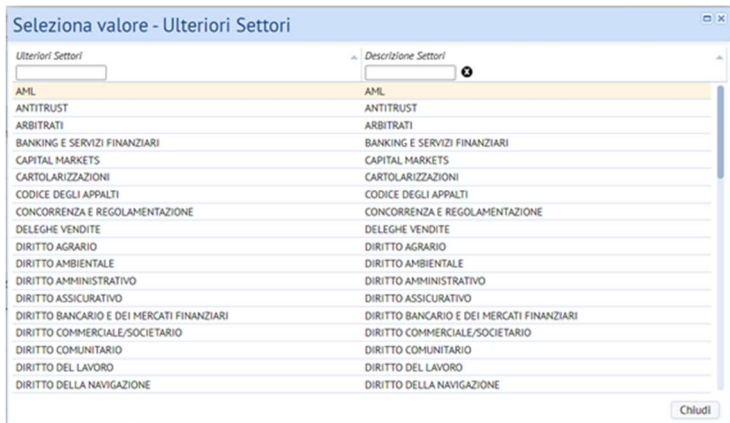 Seleziona valore - Ulteriori Settori
Ulteriori Settori Descrizione Settori
AML AML
ANTITRUST ANTITRUST
ARBITRATI ARBITRATI
BANKING E SERVIZI FINANZIARI BANKING E SERVIZI FINANZIARI
CAPITAL MARKETS CAPITAL MARKETS
CARTOLARIZZAZIONI CARTOLARIZZAZIONI
CODICE DEGLI APPALTI CODICE DEGLI APPALTI
CONCORRENZA E REGOLAMENTAZIONE CONCORRENZA E REGOLAMENTAZIONE
DELEGHE VENDITE DELEGHE VENDITE
DIRITTO AGRARIO DIRITTO AGRARIO
DIRITTO AMBIENTALE DIRITTO AMBIENTALE
DIRITTO AMMINISTRATIVO DIRITTO AMMINISTRATIVO
DIRITTO ASSICURATIVO DIRITTO ASSICURATIVO
DIRITTO BANCARIO E DEI MERCATI FINANZIARI DIRITTO BANCARIO E DEI MERCATI FINANZIARI
DIRITTO COMMERCIALE/SOCIETARIO DIRITTO COMMERCIALE/SOCIETARIO
DIRITTO COMUNITARIO DIRITTO COMUNITARIO
DIRITTO DEL LAVORO DIRITTO DEL LAVORO
DIRITTO DELLA NAVIGAZIONE DIRITTO DELLA NAVIGAZIONE
Chiudi